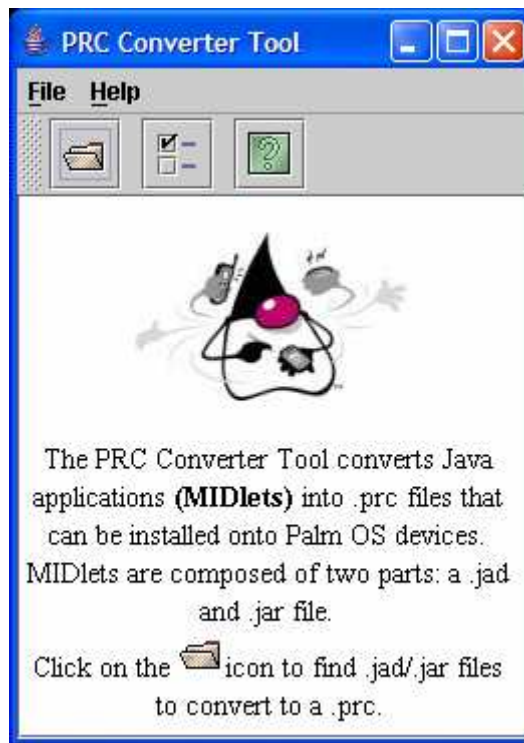 PRC Converter Tool
File Help
The PRC Converter Tool converts Java
applications (MIDlets) into .prc files that
can be installed onto Palm OS devices.
MIDlets are composed of two parts: a .jad
and .jar file.
Click on the icon to find .jad/.jar files
to convert to a .prc.